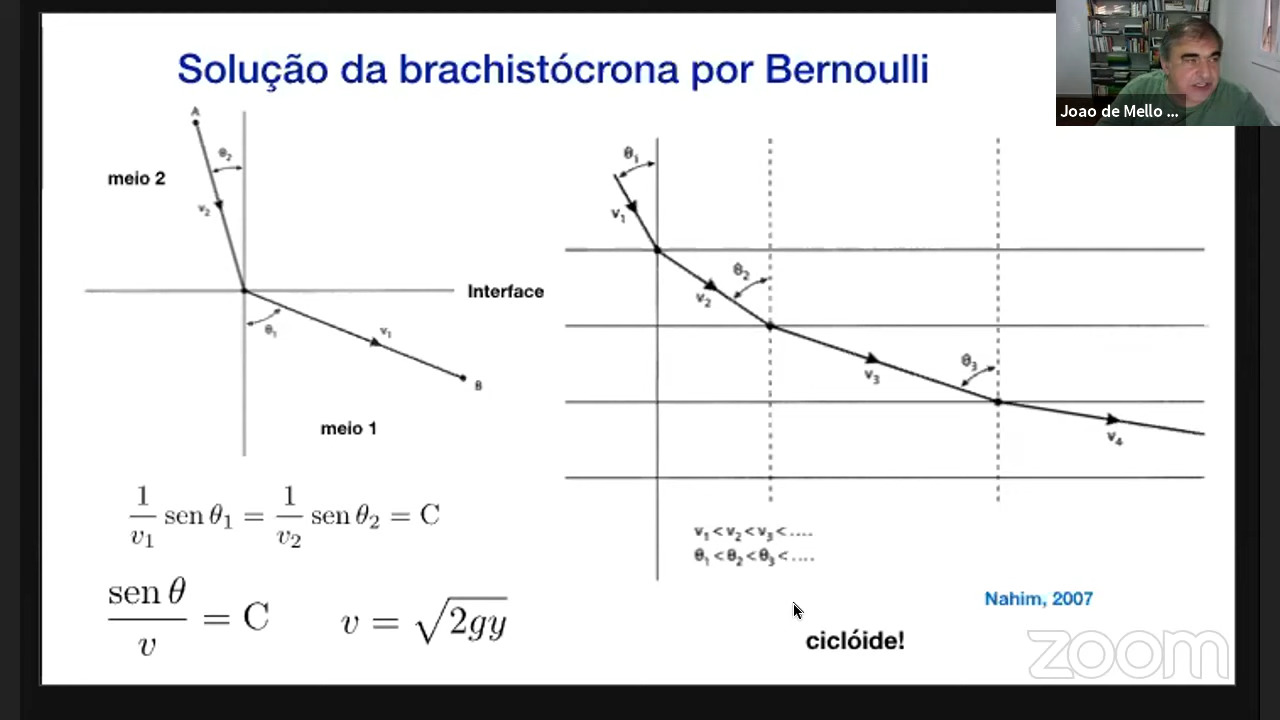 Solução da brachistócrona por Bernoulli
Joao de Mello ...
A
θ₂
meio 2
v₂
Interface
θ₁
v₁
B
meio 1
θ₁
v₁
θ₂
v₂
θ₃
v₃
v₄
1/v₁ sen θ₁ = 1/v₂ sen θ₂ = C
v₁ < v₂ < v₃ < ....
θ₁ < θ₂ < θ₃ < ....
sen θ/v = C
v = √2gy
Nahim, 2007
ciclóide!
zoom